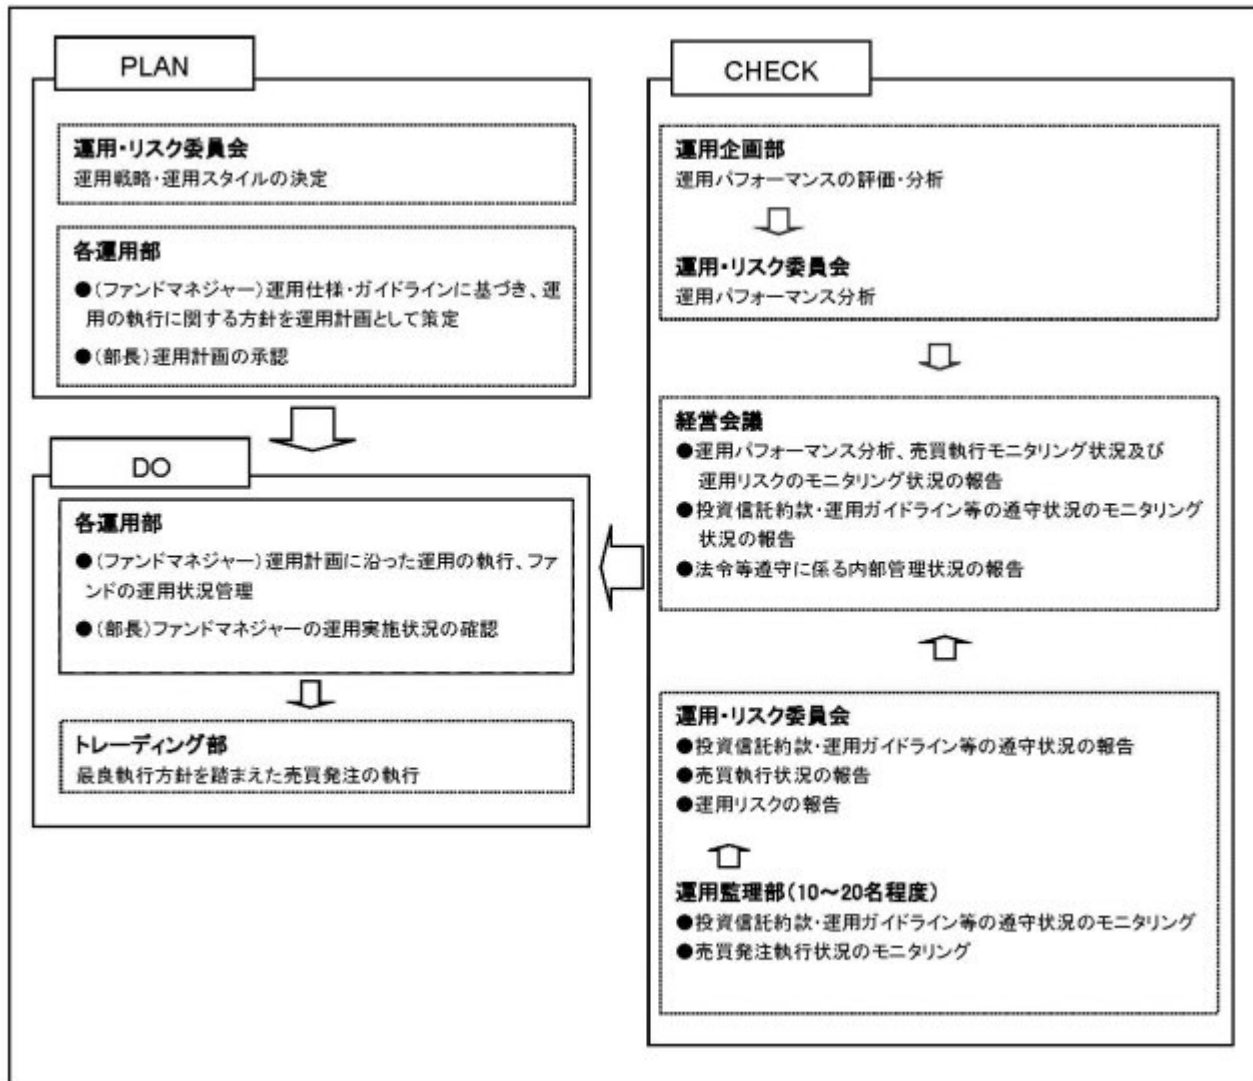 PLAN
運用・リスク委員会
運用戦略・運用スタイルの決定
各運用部
●(ファンドマネジャー)運用仕様・ガイドラインに基づき、運
用の執行に関する方針を運用計画として策定
●(部長)運用計画の承認
DO
各運用部
●(ファンドマネジャー)運用計画に沿った運用の執行、ファ
ンドの運用状況管理
●(部長)ファンドマネジャーの運用実施状況の確認
トレーディング部
最良執行方針を踏まえた売買発注の執行
CHECK
運用企画部
運用パフォーマンスの評価・分析
運用・リスク委員会
運用パフォーマンス分析
経営会議
●運用パフォーマンス分析、売買執行モニタリング状況及び
運用リスクのモニタリング状況の報告
●投資信託約款・運用ガイドライン等の遵守状況のモニタリング
状況の報告
●法令等遵守に係る内部管理状況の報告
運用・リスク委員会
●投資信託約款・運用ガイドライン等の遵守状況の報告
●売買執行状況の報告
●運用リスクの報告
運用監理部(10～20名程度)
●投資信託約款・運用ガイドライン等の遵守状況のモニタリング
●売買発注執行状況のモニタリング